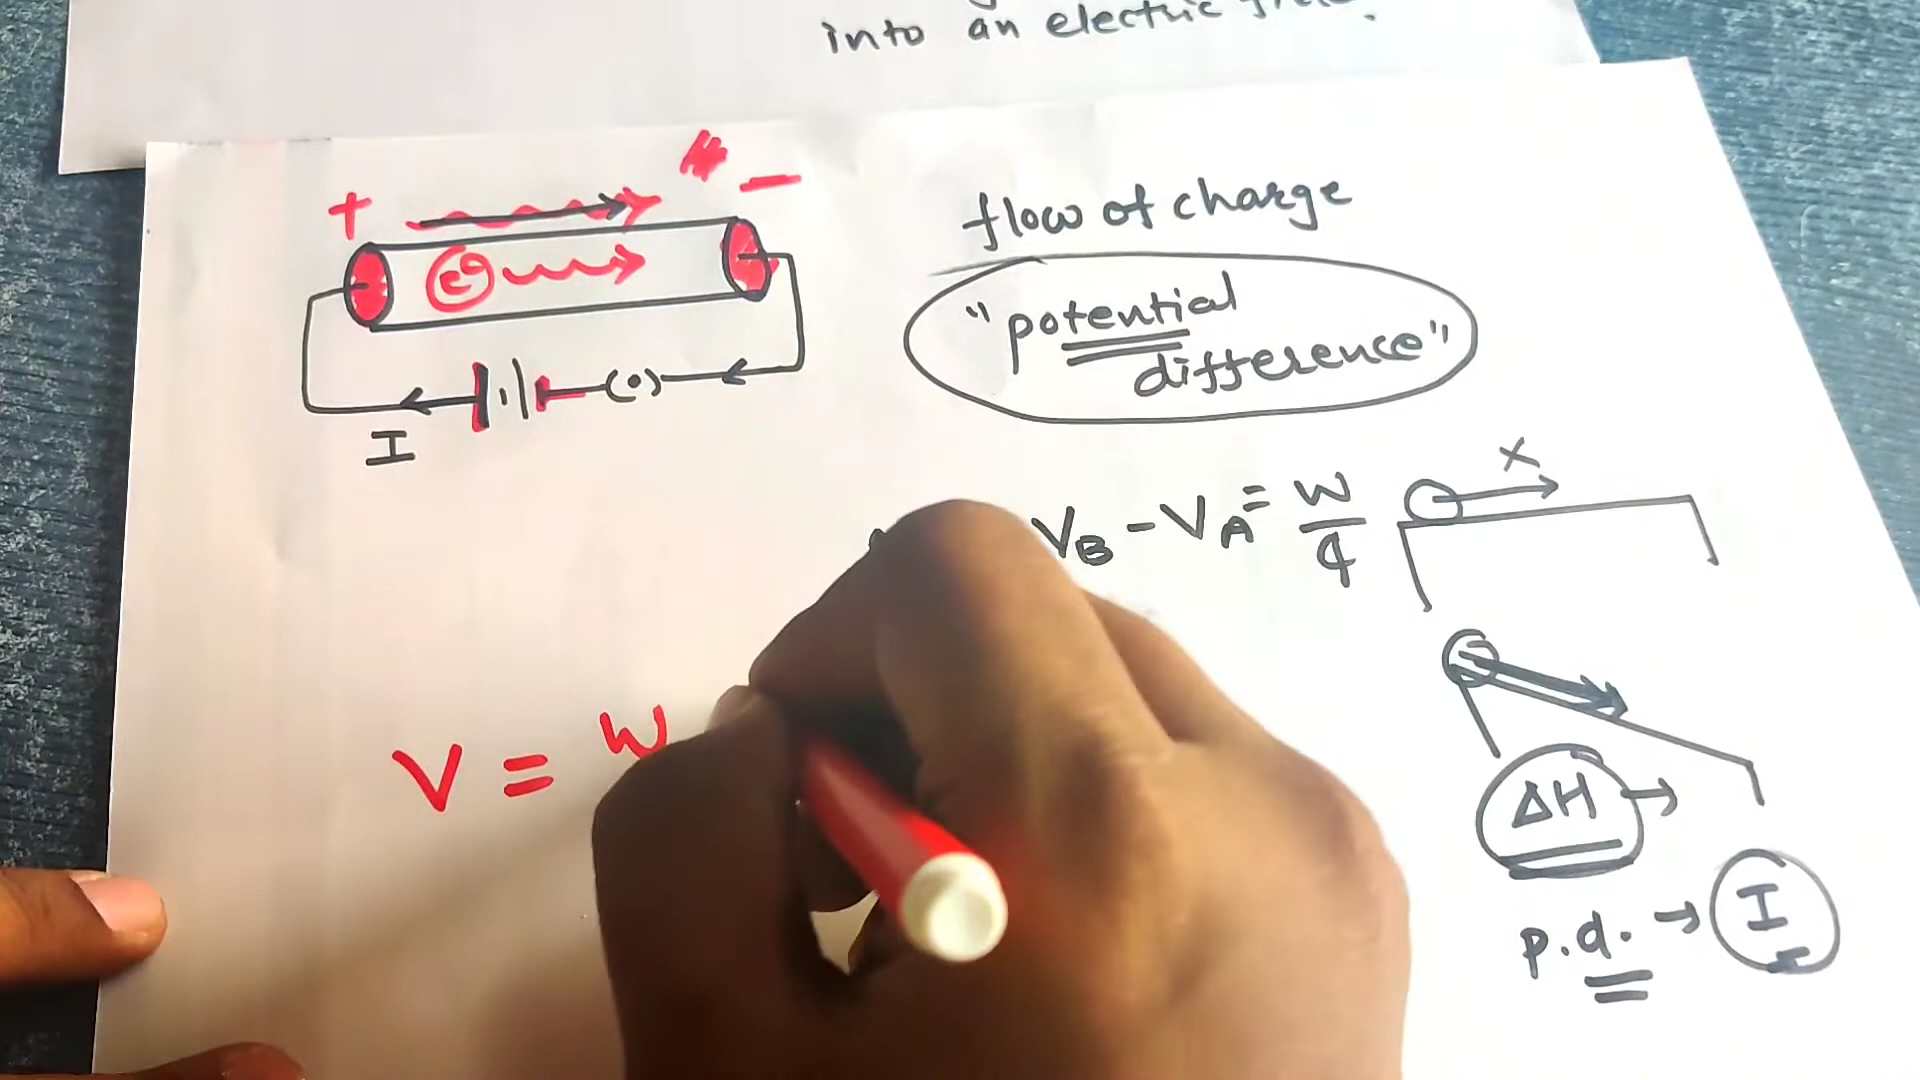 into an electric
+ −
I
flow of charge
"potential
difference"
VB - VA = W/q
X
V = W
ΔH →
p.d. → I